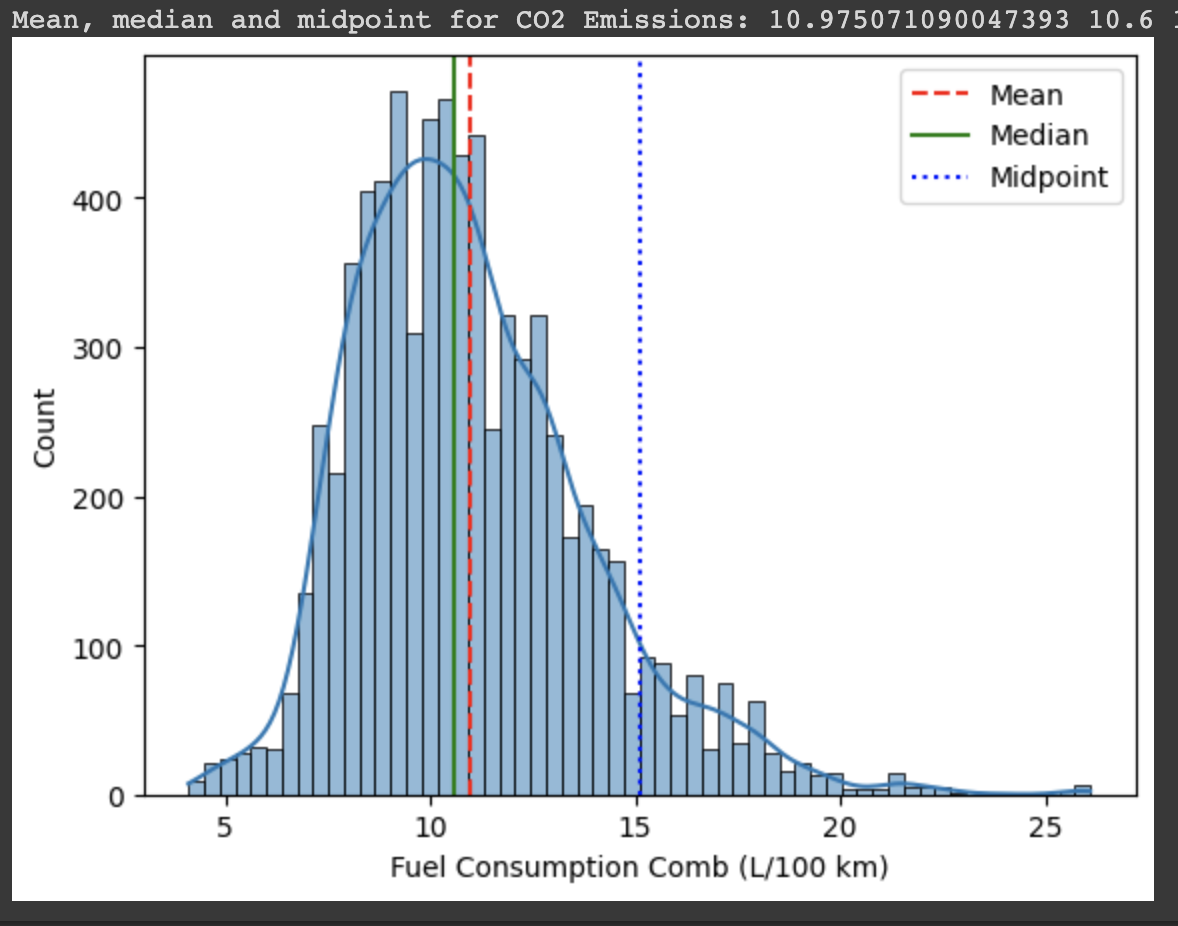 Mean, median and midpoint for CO2 Emissions: 10.975071090047393 10.6
Mean
Median
Midpoint
400
300
200
100
0
Count
5 10 15 20 25
Fuel Consumption Comb (L/100 km)